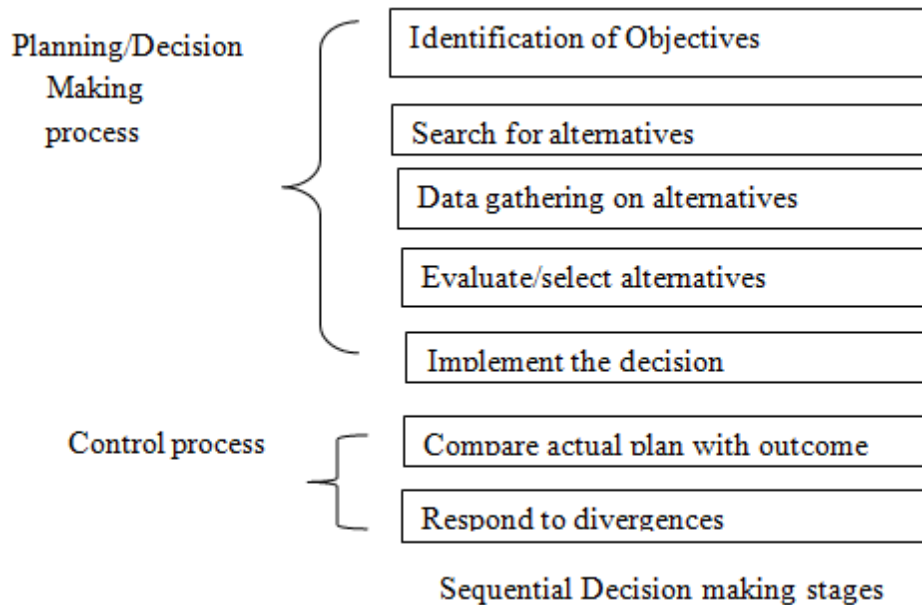 Planning/Decision
Making
process
Identification of Objectives
Search for alternatives
Data gathering on alternatives
Evaluate/select alternatives
Implement the decision
Control process
Compare actual plan with outcome
Respond to divergences
Sequential Decision making stages